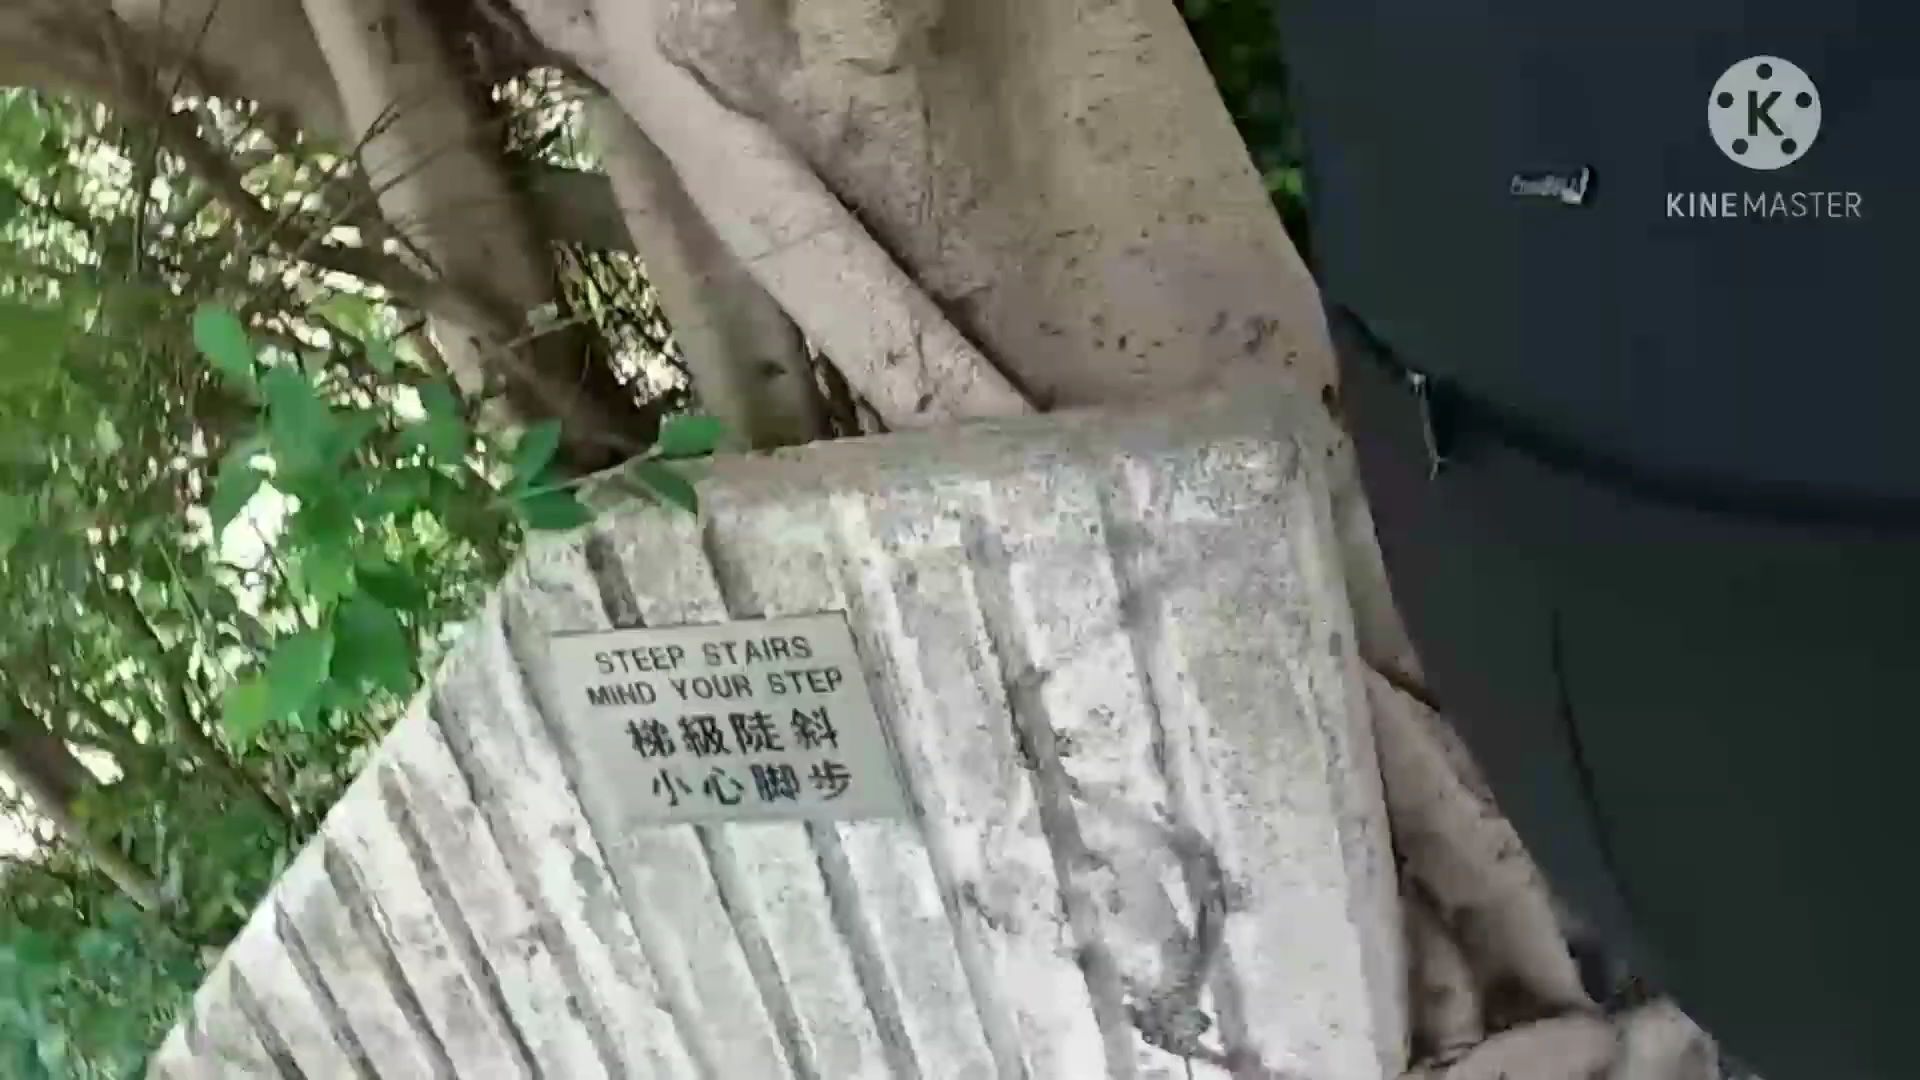 K
KINEMASTER
STEEP STAIRS
MIND YOUR STEP
梯級陡斜
小心腳步